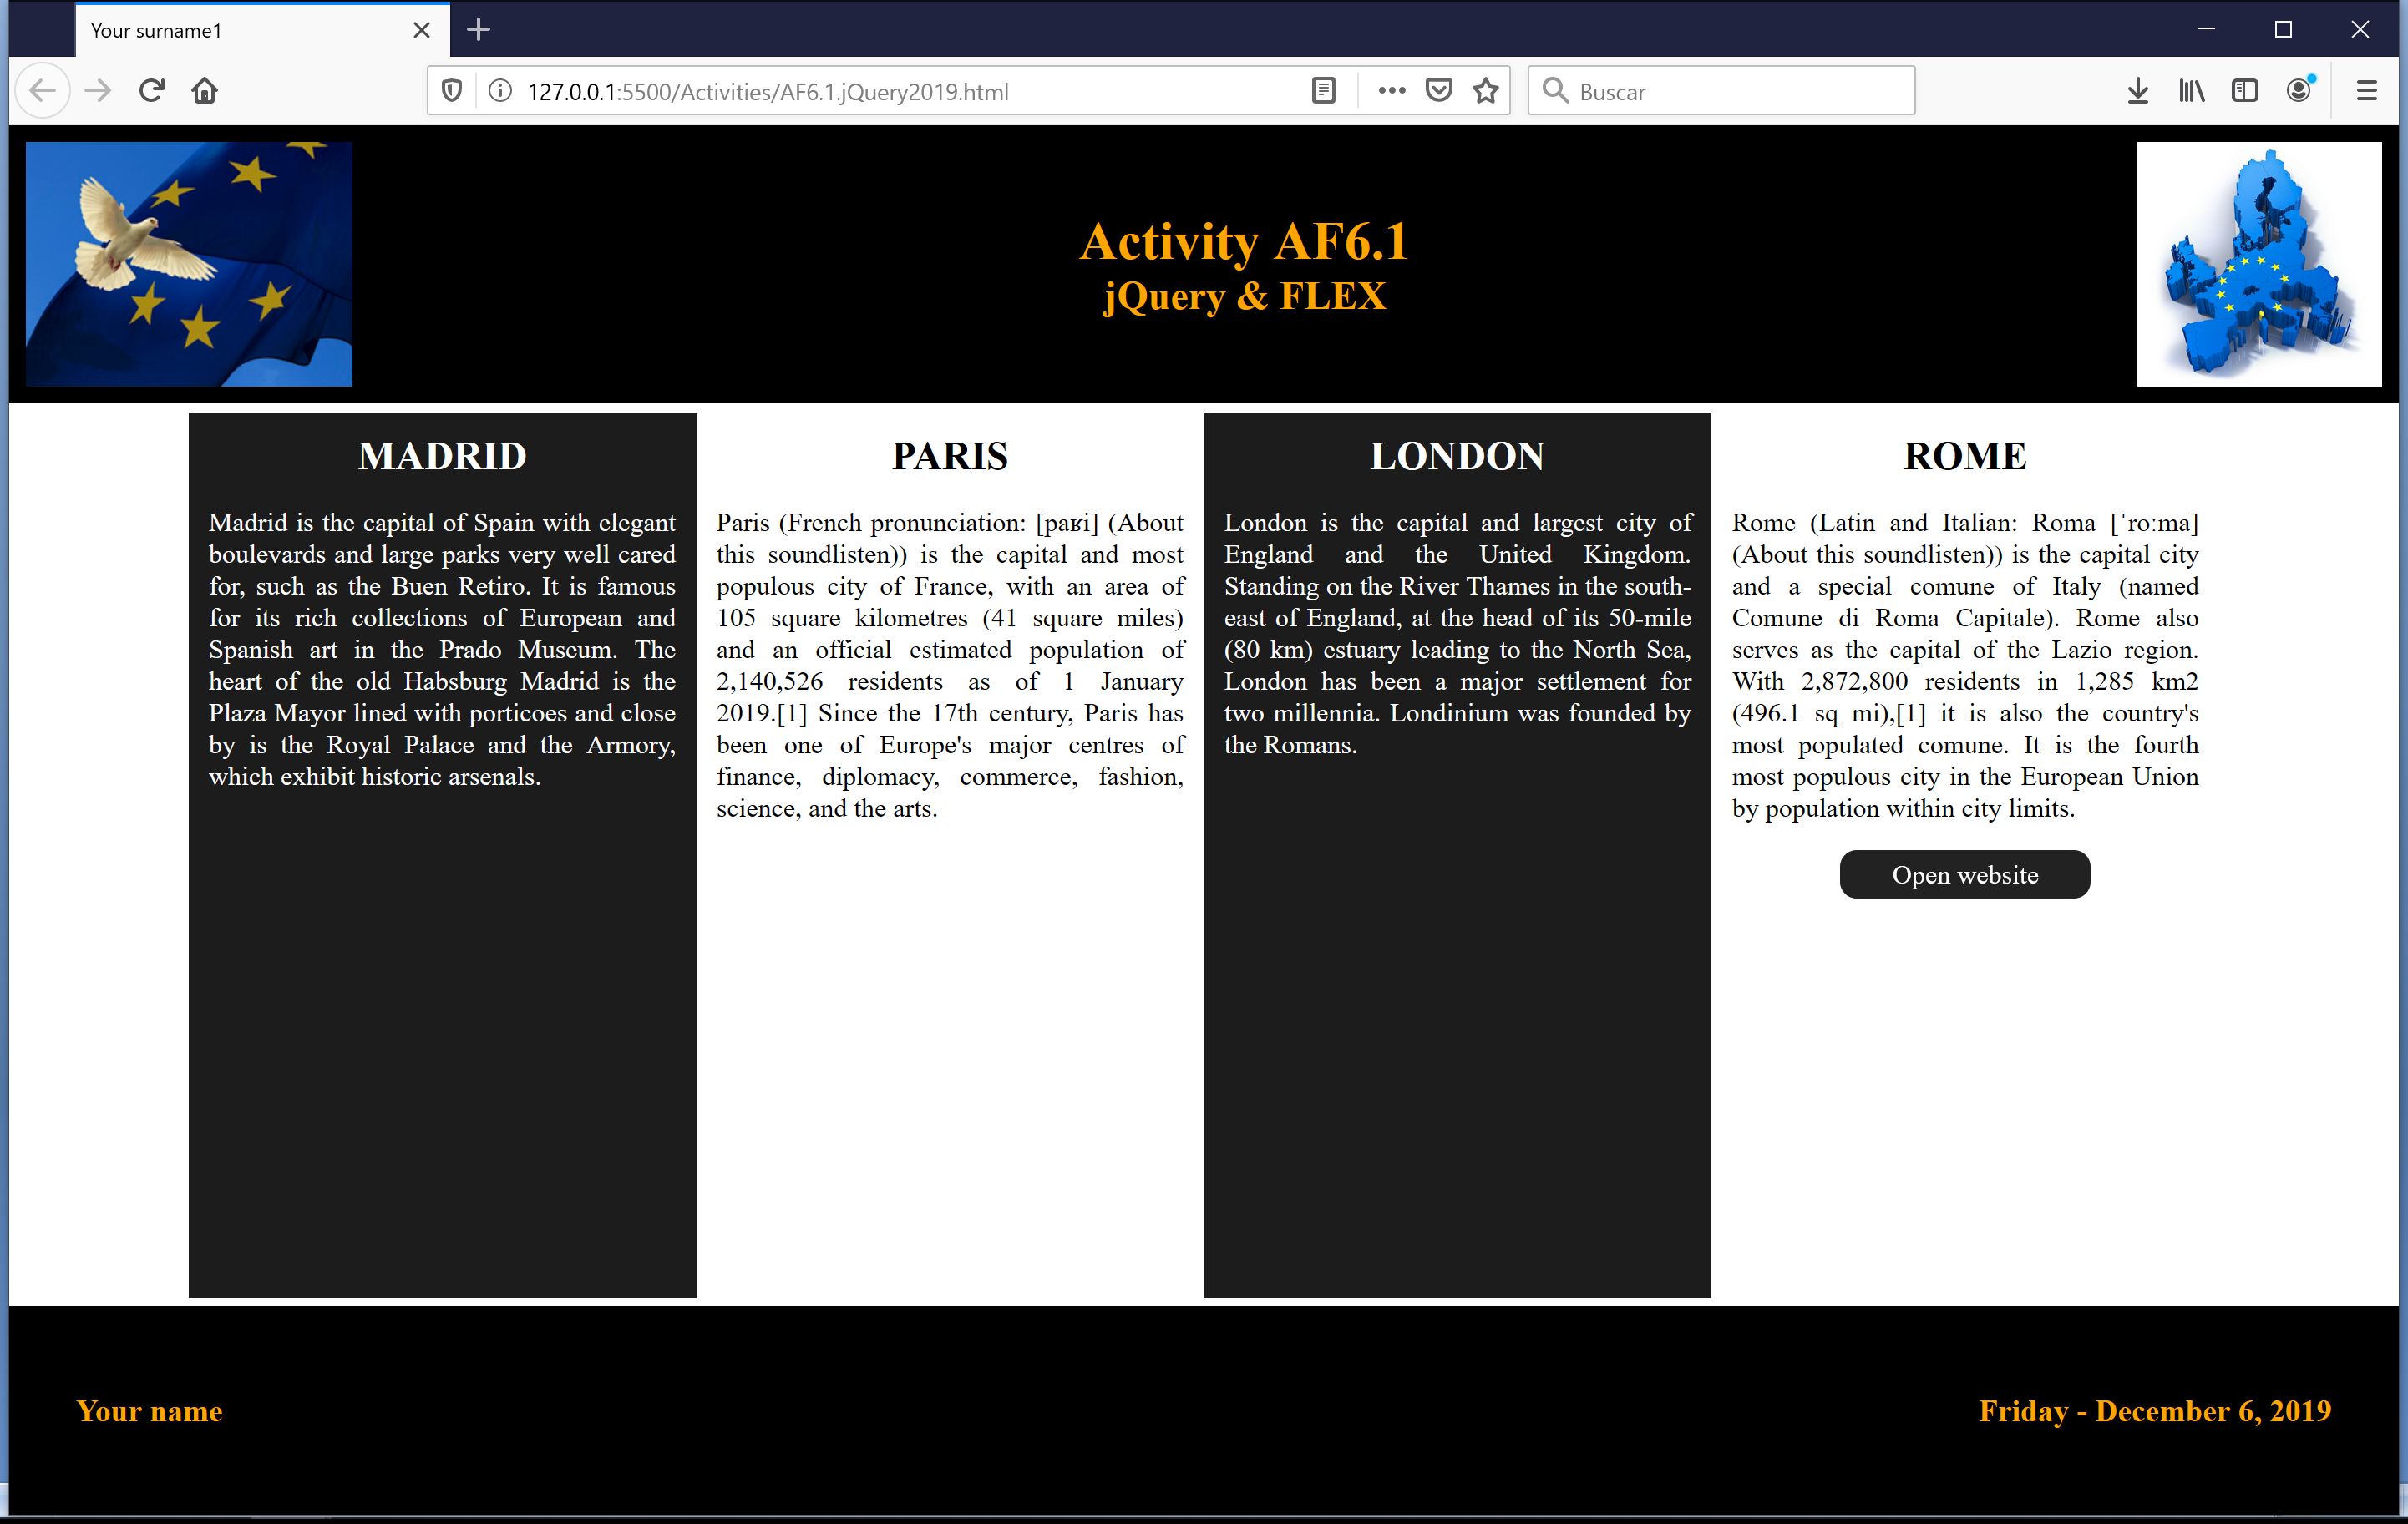 Your surname1
127.0.0.1:5500/Activities/AF6.1.jQuery2019.html
Buscar
Activity AF6.1
jQuery & FLEX
MADRID
Madrid is the capital of Spain with elegant
boulevards and large parks very well cared
for, such as the Buen Retiro. It is famous
for its rich collections of European and
Spanish art in the Prado Museum. The
heart of the old Habsburg Madrid is the
Plaza Mayor lined with porticoes and close
by is the Royal Palace and the Armory,
which exhibit historic arsenals.
PARIS
Paris (French pronunciation: [paʁi] (About
this soundlisten)) is the capital and most
populous city of France, with an area of
105 square kilometres (41 square miles)
and an official estimated population of
2,140,526 residents as of 1 January
2019.[1] Since the 17th century, Paris has
been one of Europe's major centres of
finance, diplomacy, commerce, fashion,
science, and the arts.
LONDON
London is the capital and largest city of
England and the United Kingdom.
Standing on the River Thames in the south-
east of England, at the head of its 50-mile
(80 km) estuary leading to the North Sea,
London has been a major settlement for
two millennia. Londinium was founded by
the Romans.
ROME
Rome (Latin and Italian: Roma [ˈroːma]
(About this soundlisten)) is the capital city
and a special comune of Italy (named
Comune di Roma Capitale). Rome also
serves as the capital of the Lazio region.
With 2,872,800 residents in 1,285 km2
(496.1 sq mi),[1] it is also the country's
most populated comune. It is the fourth
most populous city in the European Union
by population within city limits.
Open website
Your name
Friday - December 6, 2019